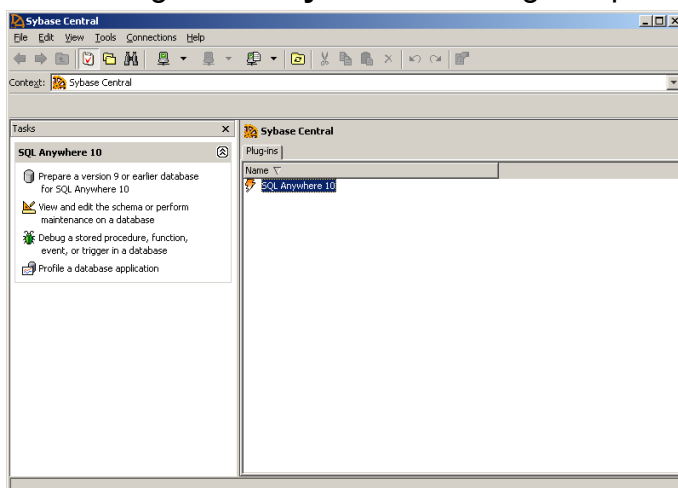 Sybase Central
File Edit View Tools Connections Help
Context: Sybase Central
Tasks x
SQL Anywhere 10
Prepare a version 9 or earlier database
for SQL Anywhere 10
View and edit the schema or perform
maintenance on a database
Debug a stored procedure, function,
event, or trigger in a database
Profile a database application
Sybase Central
Plug-ins
Name
SQL Anywhere 10